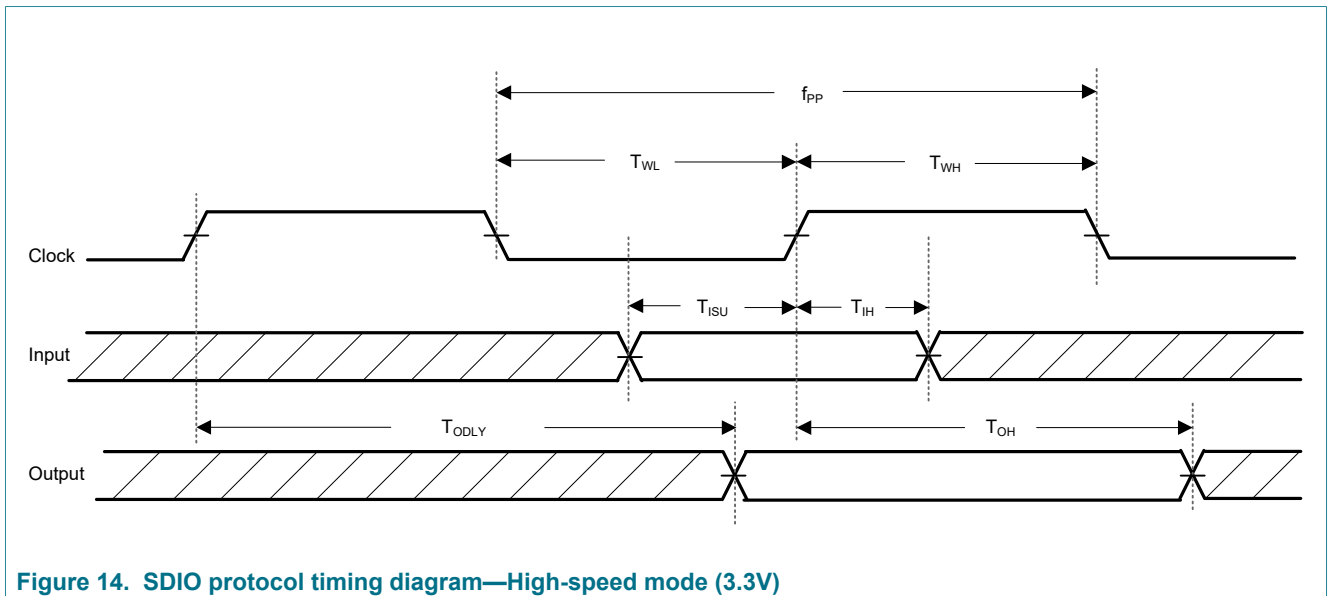 fPP
TWL
TWH
Clock
TISU
TIH
Input
TODLY
TOH
Output
Figure 14. SDIO protocol timing diagram—High-speed mode (3.3V)